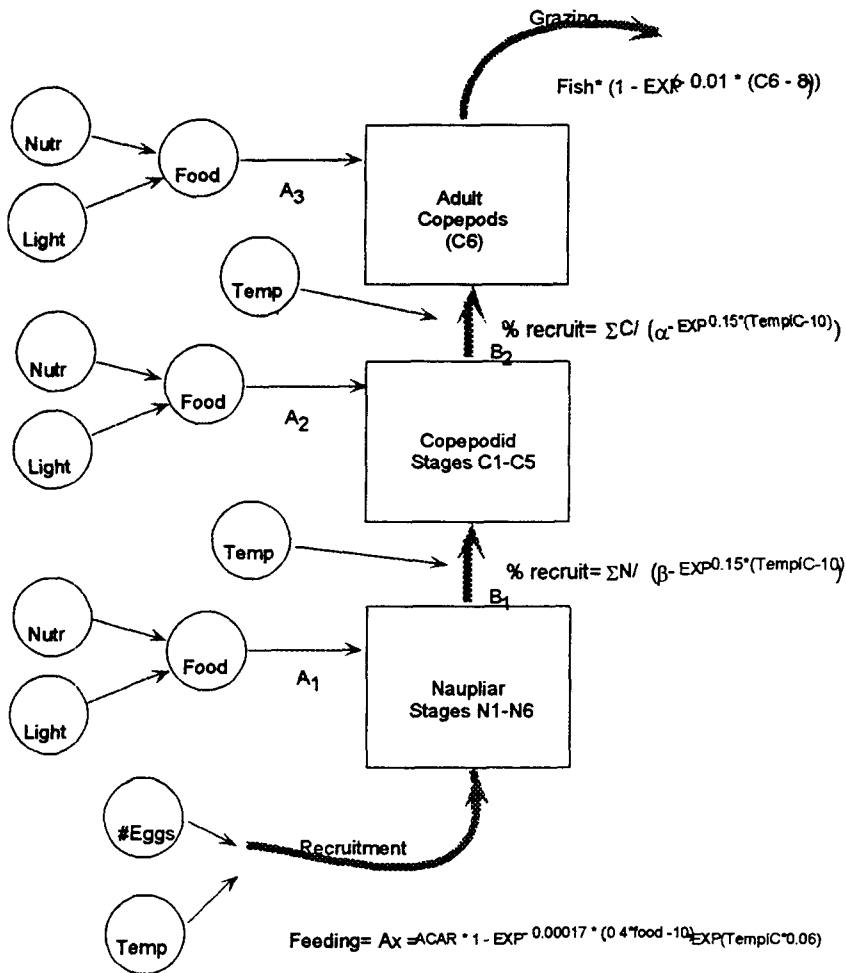 Grazing
Fish* (1 - EXP(- 0.01 * (C6 - 8))
Nutr
Food
Light
A3
Adult
Copepods
(C6)
Temp
% recruit= ΣC/ (α- EXP0.15*(Temp/C-10))
B2
Nutr
Food
Light
A2
Copepodid
Stages C1-C5
Temp
% recruit= ΣN/ (β- EXP0.15*(Temp/C-10))
B1
Nutr
Food
Light
A1
Naupliar
Stages N1-N6
#Eggs
Recruitment
Temp
Feeding= Ax =ACAR * 1 - EXP- 0.00017 * (0 4*food -10)*EXP(Temp/C*0.06)